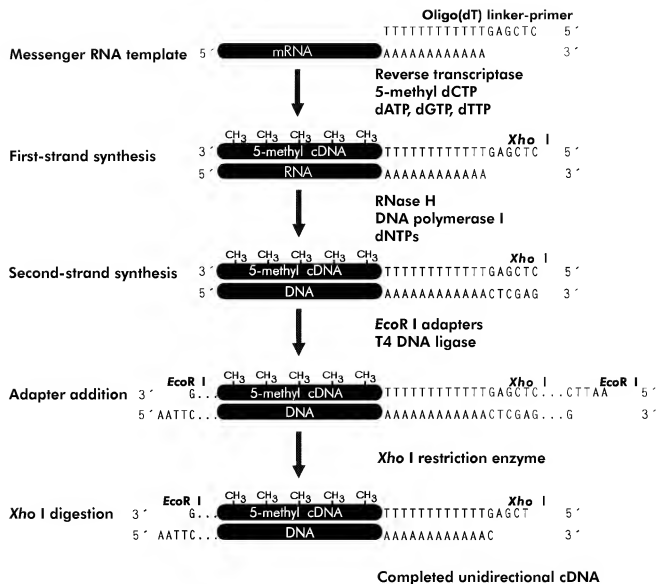 Oligo(dT) linker-primer
TTTTTTTTTTTTGAGCTC 5´
Messenger RNA template 5´ mRNA AAAAAAAAAAAA 3´
Reverse transcriptase
5-methyl dCTP
dATP, dGTP, dTTP
CH3 CH3 CH3 CH3 CH3 Xho I
First-strand synthesis 3´ 5-methyl cDNA TTTTTTTTTTTTGAGCTC 5´
5´ RNA AAAAAAAAAAAA 3´
RNase H
DNA polymerase I
dNTPs
CH3 CH3 CH3 CH3 CH3 Xho I
Second-strand synthesis 3´ 5-methyl cDNA TTTTTTTTTTTTGAGCTC 5´
5´ DNA AAAAAAAAAAAACTCGAG 3´
EcoR I adapters
T4 DNA ligase
EcoR I CH3 CH3 CH3 CH3 CH3 Xho I EcoR I
Adapter addition 3´ G... 5-methyl cDNA TTTTTTTTTTTTGAGCTC...CTTAA 5´
5´AATTC... DNA AAAAAAAAAAAACTCGAG...G 3´
Xho I restriction enzyme
EcoR I CH3 CH3 CH3 CH3 CH3 Xho I
Xho I digestion 3´ G... 5-methyl cDNA TTTTTTTTTTTTGAGCT 5´
5´ AATTC... DNA AAAAAAAAAAAAC 3´
Completed unidirectional cDNA